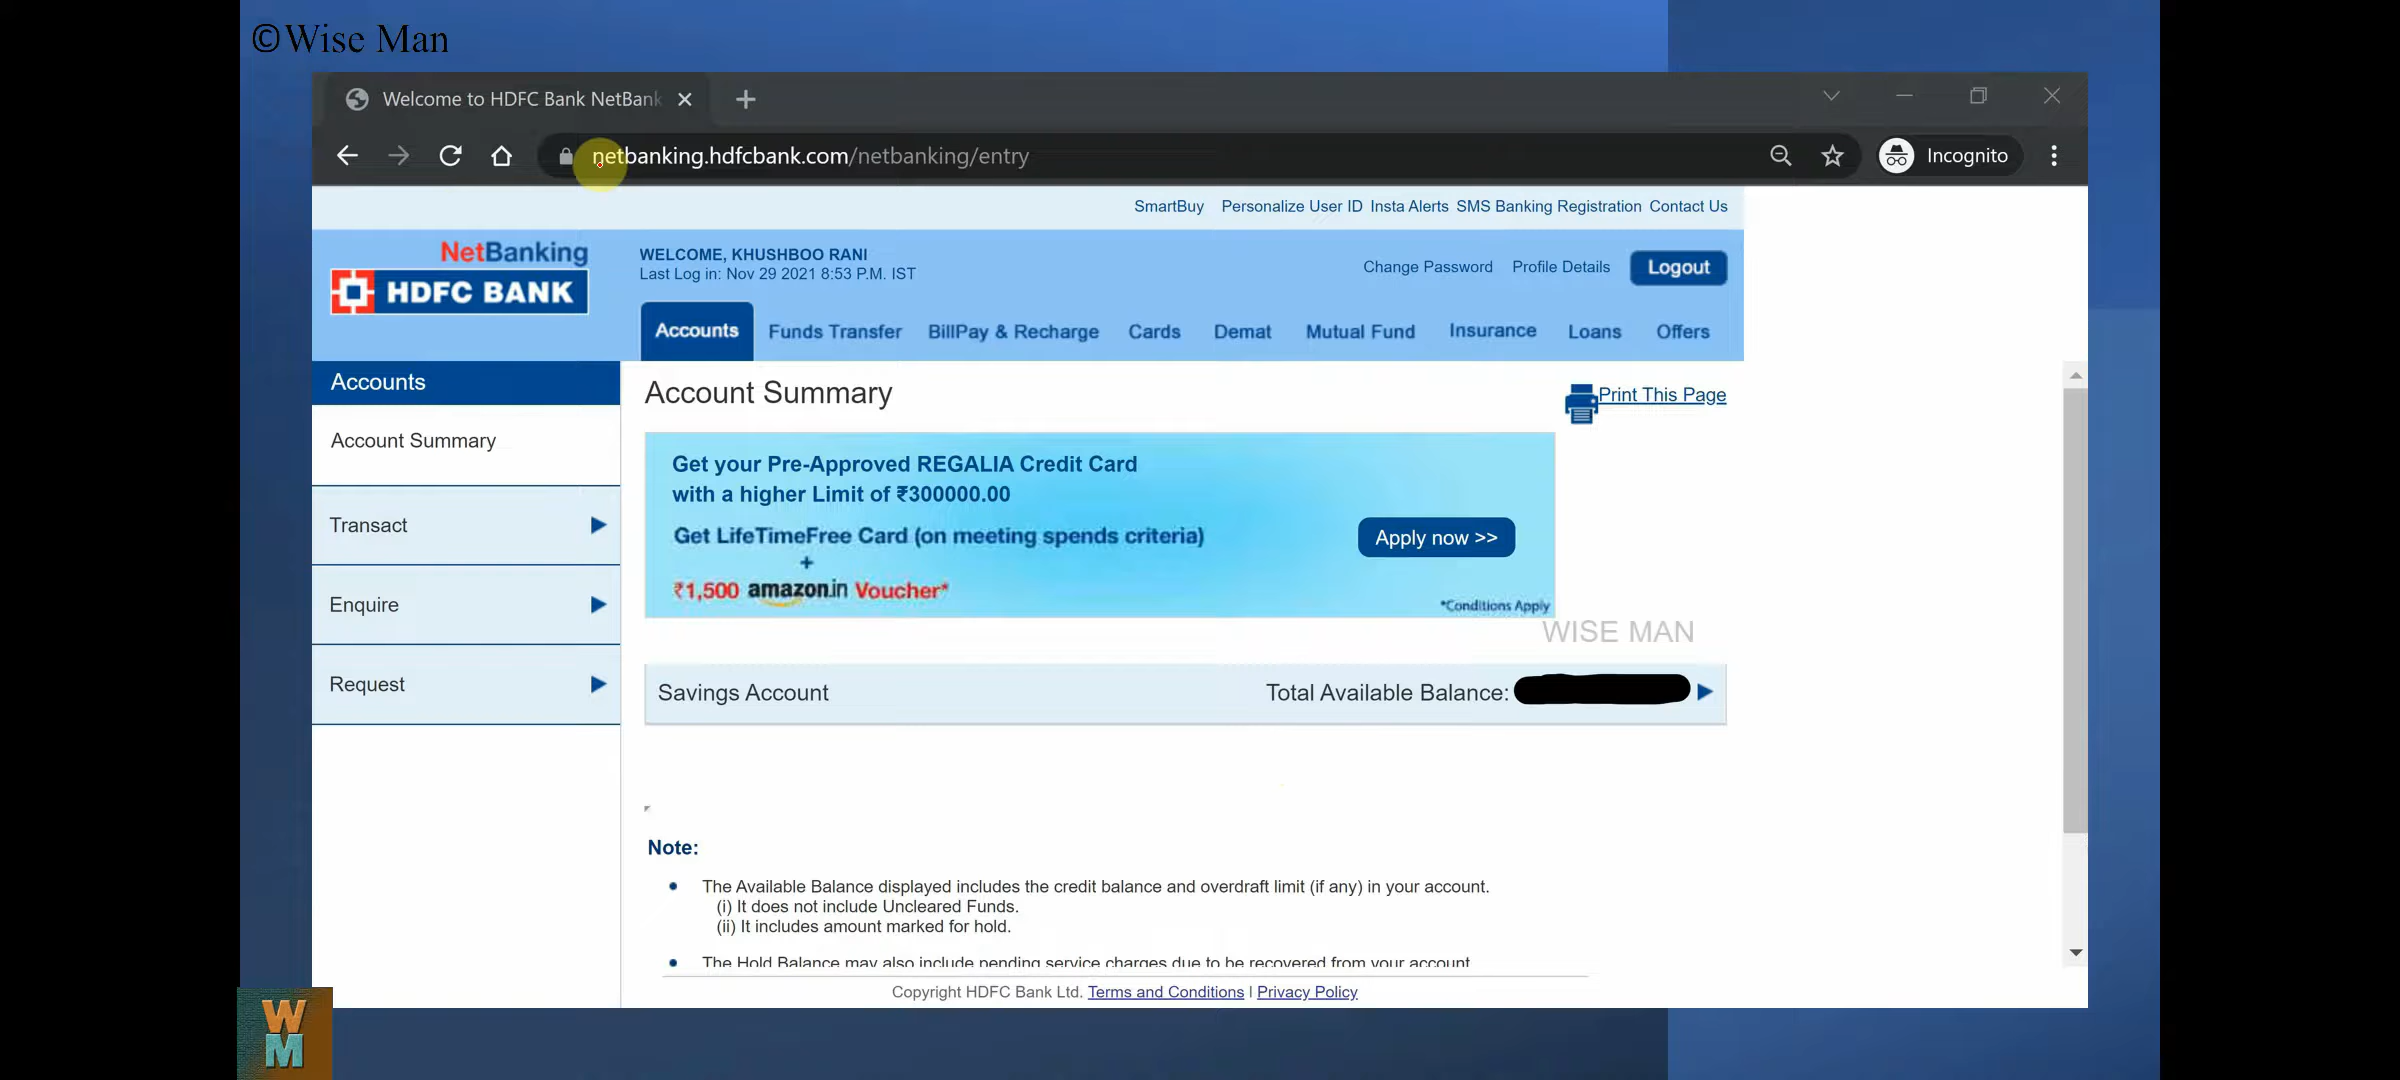 ©Wise Man
Welcome to HDFC Bank NetBank
netbanking.hdfcbank.com/netbanking/entry
Incognito
SmartBuy Personalize User ID Insta Alerts SMS Banking Registration Contact Us
NetBanking
HDFC BANK
WELCOME, KHUSHBOO RANI
Last Log in: Nov 29 2021 8:53 P.M. IST
Change Password Profile Details Logout
Accounts Funds Transfer BillPay & Recharge Cards Demat Mutual Fund Insurance Loans Offers
Accounts
Account Summary
Transact
Enquire
Request
Account Summary
Print This Page
Get your Pre-Approved REGALIA Credit Card
with a higher Limit of ₹300000.00
Get LifeTimeFree Card (on meeting spends criteria)
+
₹1,500 amazon.in Voucher*
Apply now >>
*Conditions Apply
WISE MAN
Savings Account Total Available Balance:
Note:
The Available Balance displayed includes the credit balance and overdraft limit (if any) in your account.
(i) It does not include Uncleared Funds.
(ii) It includes amount marked for hold.
The Hold Balance may also include pending service charges due to be recovered from your account
Copyright HDFC Bank Ltd. Terms and Conditions | Privacy Policy
W
M